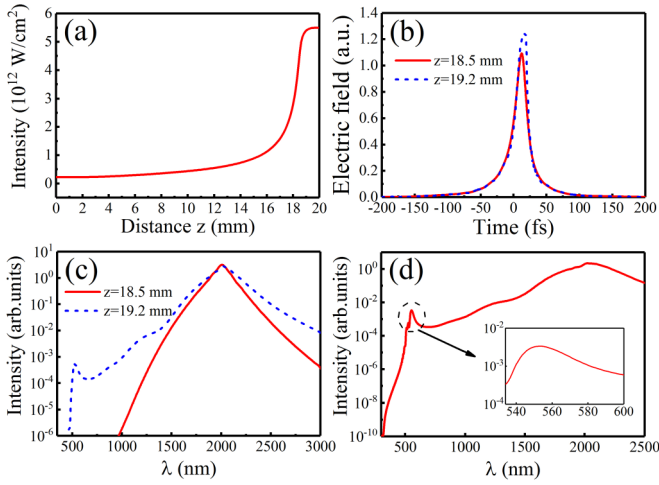 (a)
Intensity (10^12 W/cm^2)
6
5
4
3
2
1
0
0 2 4 6 8 10 12 14 16 18 20
Distance z (mm)
(b)
z=18.5 mm
z=19.2 mm
Electric field (a.u.)
1.4
1.2
1.0
0.8
0.6
0.4
0.2
0.0
-200 -100 -50 0 50 100 200
Time (fs)
(c)
z=18.5 mm
z=19.2 mm
Intensity (arb.units)
10^1
10^0
10^-1
10^-2
10^-3
10^-4
10^-5
10^-6
500 1000 1500 2000 2500 3000
λ (nm)
(d)
Intensity (arb.units)
10^0
10^-2
10^-4
10^-6
10^-8
10^-10
500 1000 1500 2000 2500
λ (nm)
10^-2
10^-3
10^-4
540 560 580 600